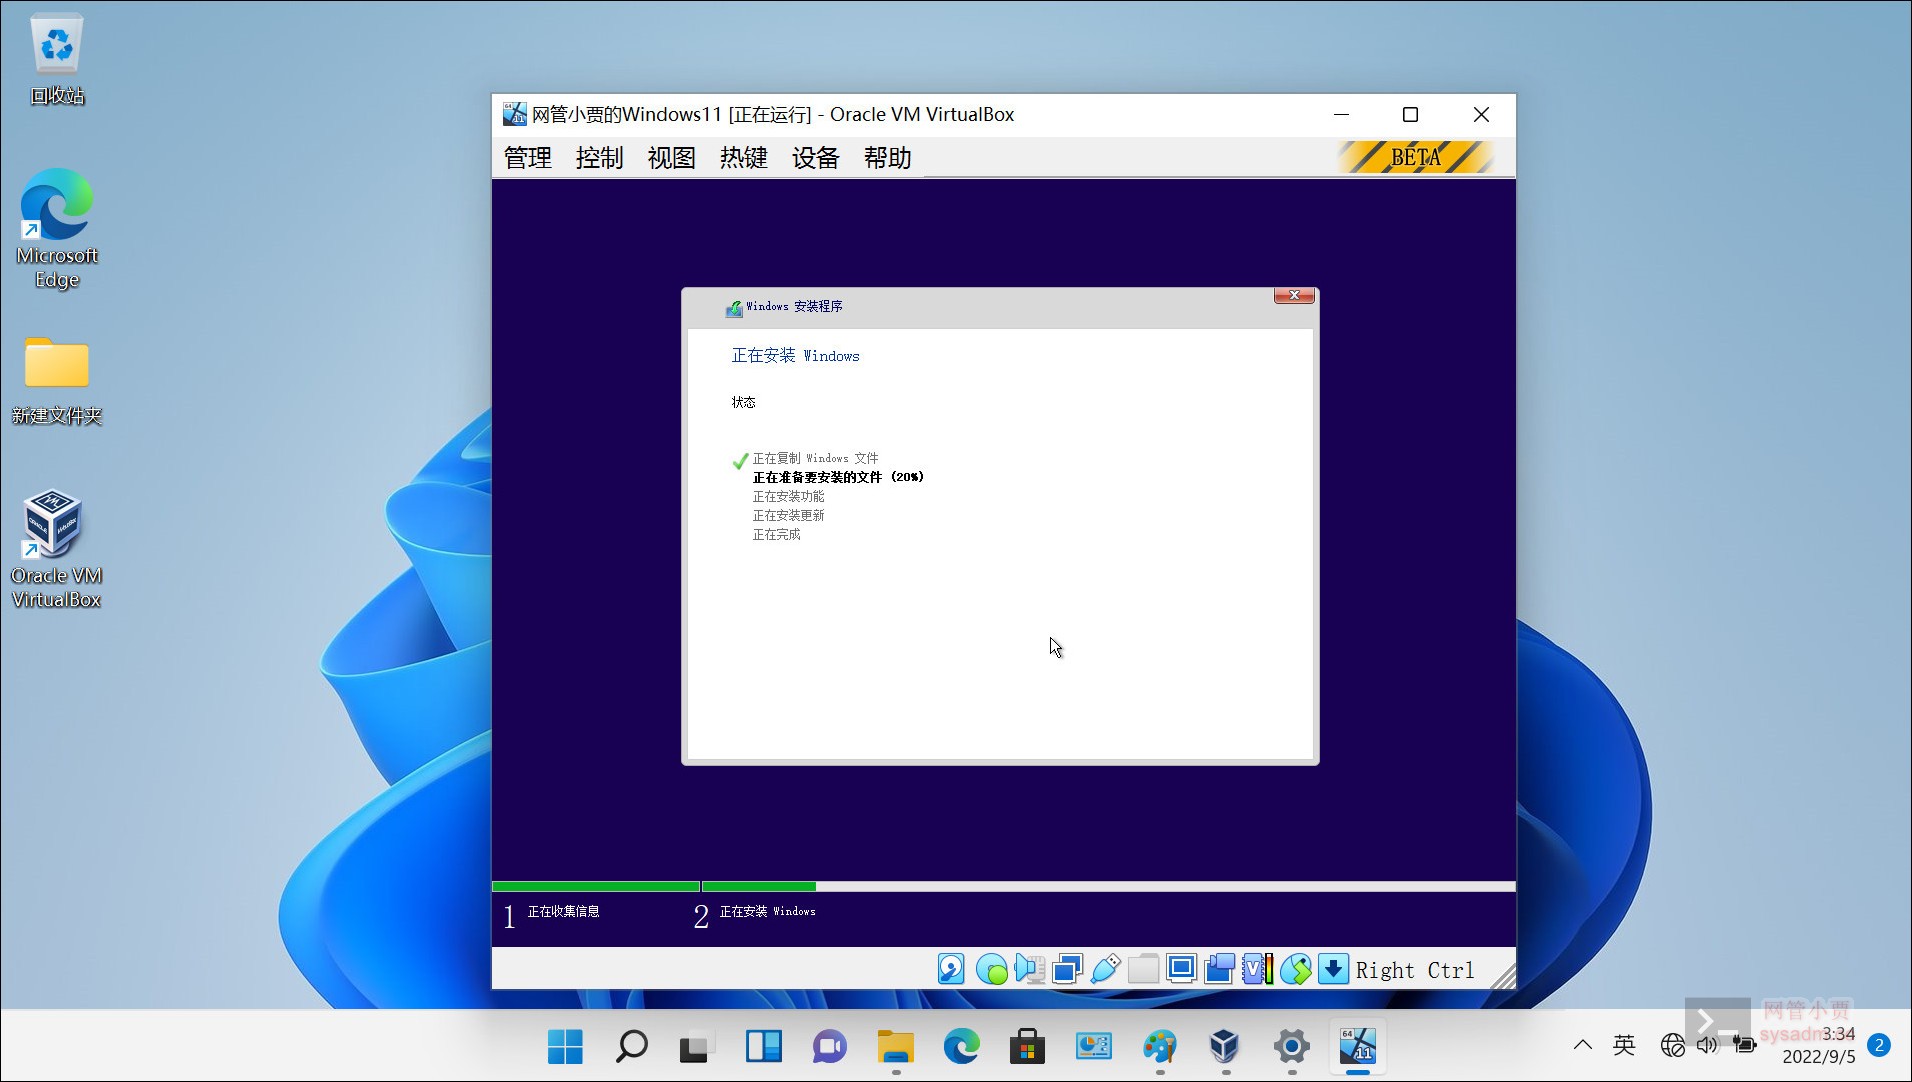 回收站
Microsoft
Edge
新建文件夹
Oracle VM
VirtualBox
网管小贾的Windows11 [正在运行] - Oracle VM VirtualBox
管理 控制 视图 热键 设备 帮助
BETA
Windows 安装程序
正在安装 Windows
状态
正在复制 Windows 文件
正在准备要安装的文件 (20%)
正在安装功能
正在安装更新
正在完成
1 正在收集信息 2 正在安装 Windows
Right Ctrl
网管小贾
英
3:34
2022/9/5
2